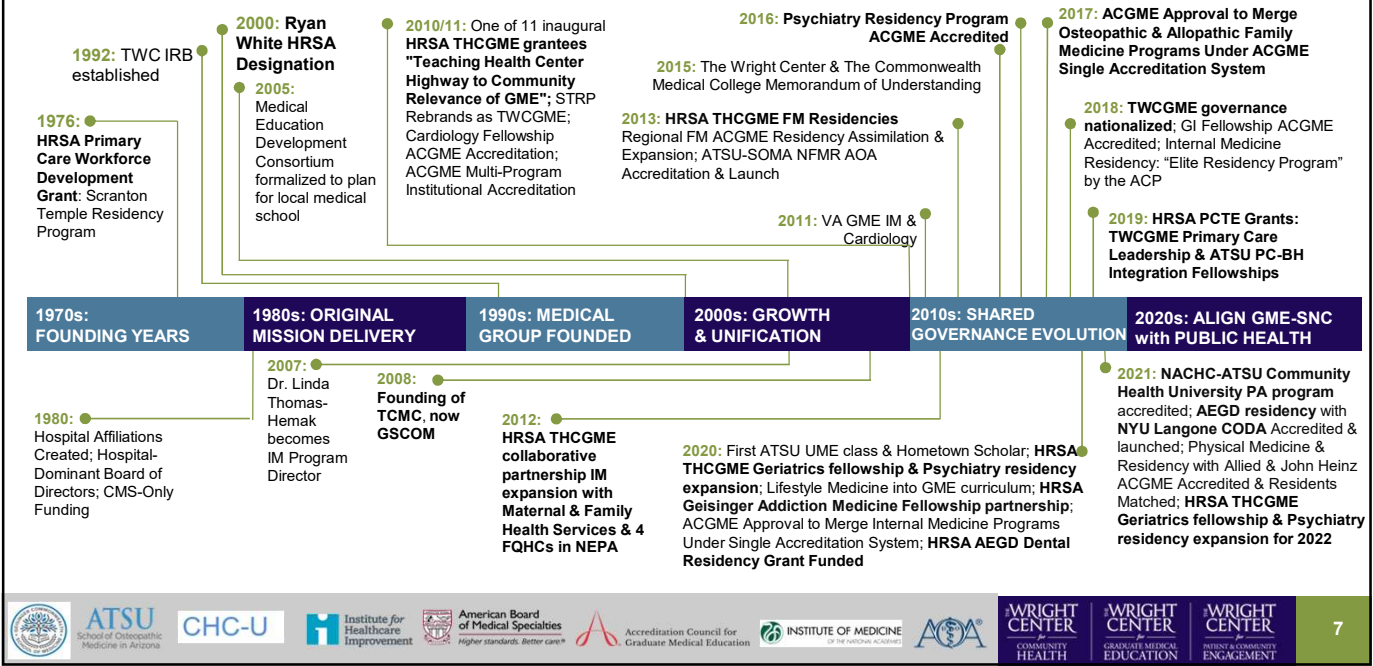 1976:
HRSA Primary
Care Workforce
Development
Grant: Scranton
Temple Residency
Program
1992: TWC IRB
established
2000: Ryan
White HRSA
Designation
2005:
Medical
Education
Development
Consortium
formalized to plan
for local medical
school
2010/11: One of 11 inaugural
HRSA THCGME grantees
"Teaching Health Center
Highway to Community
Relevance of GME"; STRP
Rebrands as TWCGME;
Cardiology Fellowship
ACGME Accreditation;
ACGME Multi-Program
Institutional Accreditation
2016: Psychiatry Residency Program
ACGME Accredited
2015: The Wright Center & The Commonwealth
Medical College Memorandum of Understanding
2013: HRSA THCGME FM Residencies
Regional FM ACGME Residency Assimilation &
Expansion; ATSU-SOMA NFMR AOA
Accreditation & Launch
2011: VA GME IM &
Cardiology
2017: ACGME Approval to Merge
Osteopathic & Allopathic Family
Medicine Programs Under ACGME
Single Accreditation System
2018: TWCGME governance
nationalized; GI Fellowship ACGME
Accredited; Internal Medicine
Residency: “Elite Residency Program”
by the ACP
2019: HRSA PCTE Grants:
TWCGME Primary Care
Leadership & ATSU PC-BH
Integration Fellowships
1970s:
FOUNDING YEARS
1980s: ORIGINAL
MISSION DELIVERY
1990s: MEDICAL
GROUP FOUNDED
2000s: GROWTH
& UNIFICATION
2010s: SHARED
GOVERNANCE EVOLUTION
2020s: ALIGN GME-SNC
with PUBLIC HEALTH
1980:
Hospital Affiliations
Created; Hospital-
Dominant Board of
Directors; CMS-Only
Funding
2007:
Dr. Linda
Thomas-
Hemak
becomes
IM Program
Director
2008:
Founding of
TCMC, now
GSCOM
2012:
HRSA THCGME
collaborative
partnership IM
expansion with
Maternal & Family
Health Services & 4
FQHCs in NEPA
2020: First ATSU UME class & Hometown Scholar; HRSA
THCGME Geriatrics fellowship & Psychiatry residency
expansion; Lifestyle Medicine into GME curriculum; HRSA
Geisinger Addiction Medicine Fellowship partnership;
ACGME Approval to Merge Internal Medicine Programs
Under Single Accreditation System; HRSA AEGD Dental
Residency Grant Funded
2021: NACHC-ATSU Community
Health University PA program
accredited; AEGD residency with
NYU Langone CODA Accredited &
launched; Physical Medicine &
Residency with Allied & John Heinz
ACGME Accredited & Residents
Matched; HRSA THCGME
Geriatrics fellowship & Psychiatry
residency expansion for 2022
ATSU
School of Osteopathic
Medicine in Arizona
CHC-U
Institute for
Healthcare
Improvement
American Board
of Medical Specialties
Higher standards. Better care.®
Accreditation Council for
Graduate Medical Education
INSTITUTE OF MEDICINE
OF THE NATIONAL ACADEMIES
AOA
THE WRIGHT
CENTER
for
COMMUNITY
HEALTH
THE WRIGHT
CENTER
for
GRADUATE MEDICAL
EDUCATION
THE WRIGHT
CENTER
for
PATIENT & COMMUNITY
ENGAGEMENT
7